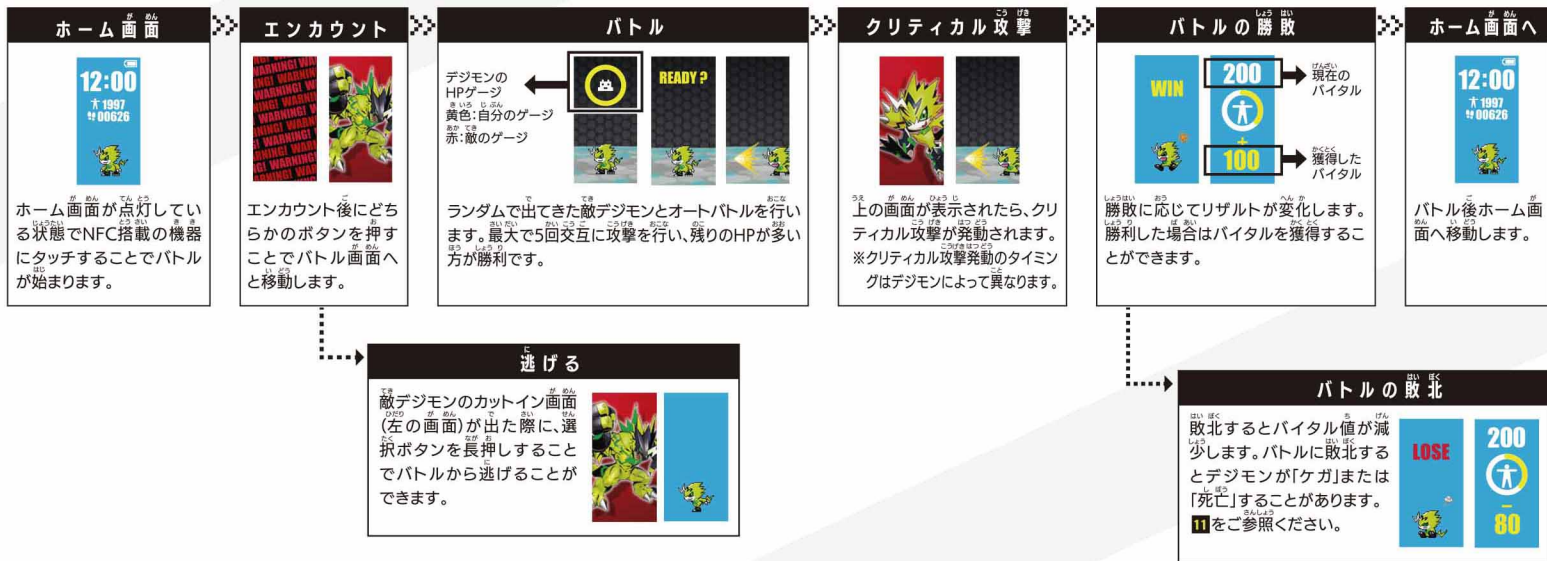 ホーム画面
12:00
1997
00626
ホーム画面が点灯してい
る状態でNFC搭載の機器
にタッチすることでバトル
が始まります。
エンカウント
WARNING! WARNING!
エンカウント後にどち
らかのボタンを押す
ことでバトル画面へ
と移動します。
バトル
デジモンの
HPゲージ
黄色:自分のゲージ
赤:敵のゲージ
READY ?
ランダムで出てきた敵デジモンとオートバトルを行い
ます。最大で5回交互に攻撃を行い、残りのHPが多い
方が勝利です。
クリティカル攻撃
上の画面が表示されたら、クリ
ティカル攻撃が発動されます。
※クリティカル攻撃発動のタイミン
グはデジモンによって異なります。
バトルの勝敗
WIN
200
+
100
現在の
バイタル
獲得した
バイタル
勝敗に応じてリザルトが変化します。
勝利した場合はバイタルを獲得するこ
とができます。
ホーム画面へ
12:00
1997
00626
バトル後ホーム画
面へ移動します。
逃げる
敵デジモンのカットイン画面
(左の画面)が出た際に、選
択ボタンを長押しすること
でバトルから逃げることが
できます。
バトルの敗北
敗北するとバイタル値が減
少します。バトルに敗北する
とデジモンが「ケガ」または
「死亡」することがあります。
11をご参照ください。
LOSE
200
-
80